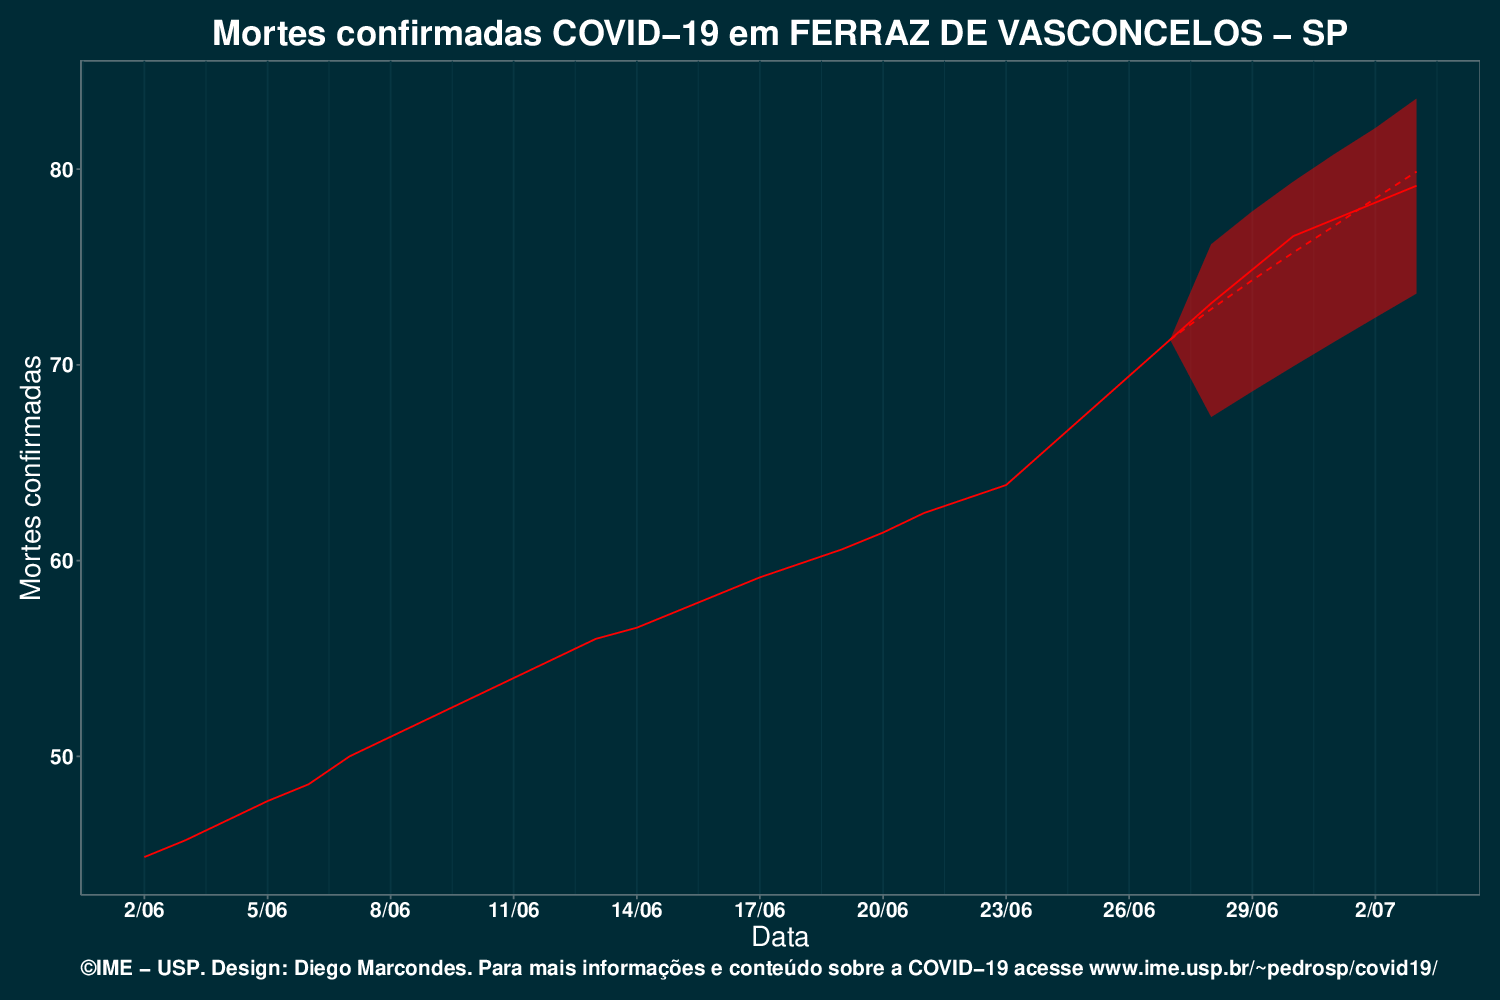 Mortes confirmadas COVID−19 em FERRAZ DE VASCONCELOS − SP
Mortes confirmadas
80
70
60
50
2/06 5/06 8/06 11/06 14/06 17/06 20/06 23/06 26/06 29/06 2/07
Data
©IME − USP. Design: Diego Marcondes. Para mais informações e conteúdo sobre a COVID−19 acesse www.ime.usp.br/~pedrosp/covid19/